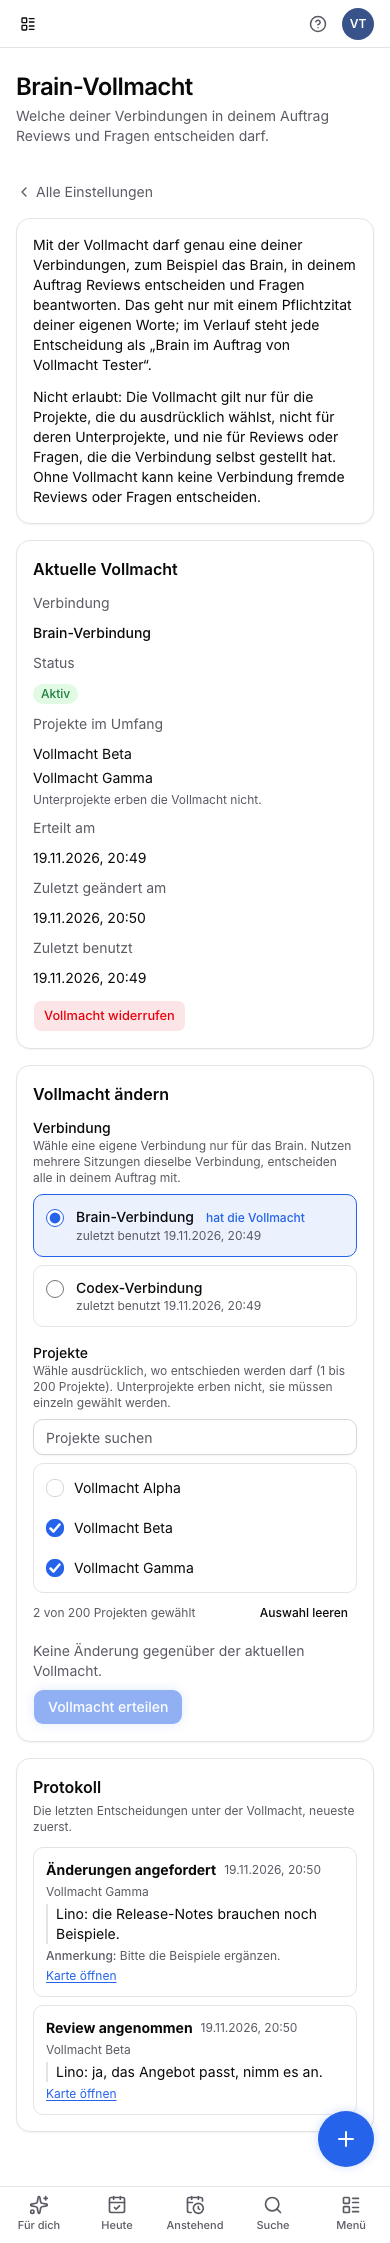 VT
Brain-Vollmacht
Welche deiner Verbindungen in deinem Auftrag
Reviews und Fragen entscheiden darf.
Alle Einstellungen
Mit der Vollmacht darf genau eine deiner
Verbindungen, zum Beispiel das Brain, in deinem
Auftrag Reviews entscheiden und Fragen
beantworten. Das geht nur mit einem Pflichtzitat
deiner eigenen Worte; im Verlauf steht jede
Entscheidung als „Brain im Auftrag von
Vollmacht Tester“.
Nicht erlaubt: Die Vollmacht gilt nur für die
Projekte, die du ausdrücklich wählst, nicht für
deren Unterprojekte, und nie für Reviews oder
Fragen, die die Verbindung selbst gestellt hat.
Ohne Vollmacht kann keine Verbindung fremde
Reviews oder Fragen entscheiden.
Aktuelle Vollmacht
Verbindung
Brain-Verbindung
Status
Aktiv
Projekte im Umfang
Vollmacht Beta
Vollmacht Gamma
Unterprojekte erben die Vollmacht nicht.
Erteilt am
19.11.2026, 20:49
Zuletzt geändert am
19.11.2026, 20:50
Zuletzt benutzt
19.11.2026, 20:49
Vollmacht widerrufen
Vollmacht ändern
Verbindung
Wähle eine eigene Verbindung nur für das Brain. Nutzen
mehrere Sitzungen dieselbe Verbindung, entscheiden
alle in deinem Auftrag mit.
Brain-Verbindung hat die Vollmacht
zuletzt benutzt 19.11.2026, 20:49
Codex-Verbindung
zuletzt benutzt 19.11.2026, 20:49
Projekte
Wähle ausdrücklich, wo entschieden werden darf (1 bis
200 Projekte). Unterprojekte erben nicht, sie müssen
einzeln gewählt werden.
Projekte suchen
Vollmacht Alpha
Vollmacht Beta
Vollmacht Gamma
2 von 200 Projekten gewählt Auswahl leeren
Keine Änderung gegenüber der aktuellen
Vollmacht.
Vollmacht erteilen
Protokoll
Die letzten Entscheidungen unter der Vollmacht, neueste
zuerst.
Änderungen angefordert 19.11.2026, 20:50
Vollmacht Gamma
Lino: die Release-Notes brauchen noch
Beispiele.
Anmerkung: Bitte die Beispiele ergänzen.
Karte öffnen
Review angenommen 19.11.2026, 20:50
Vollmacht Beta
Lino: ja, das Angebot passt, nimm es an.
Karte öffnen
Für dich Heute Anstehend Suche Menü